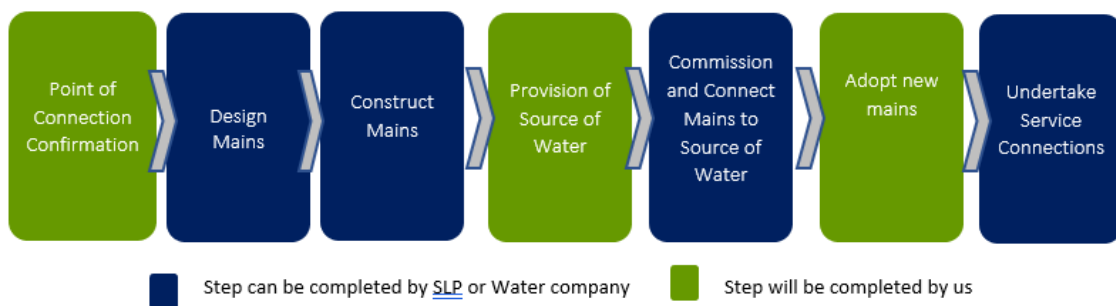 Point of
Connection
Confirmation
Design
Mains
Construct
Mains
Provision of
Source of
Water
Commission
and Connect
Mains to
Source of
Water
Adopt new
mains
Undertake
Service
Connections
Step can be completed by SLP or Water company
Step will be completed by us